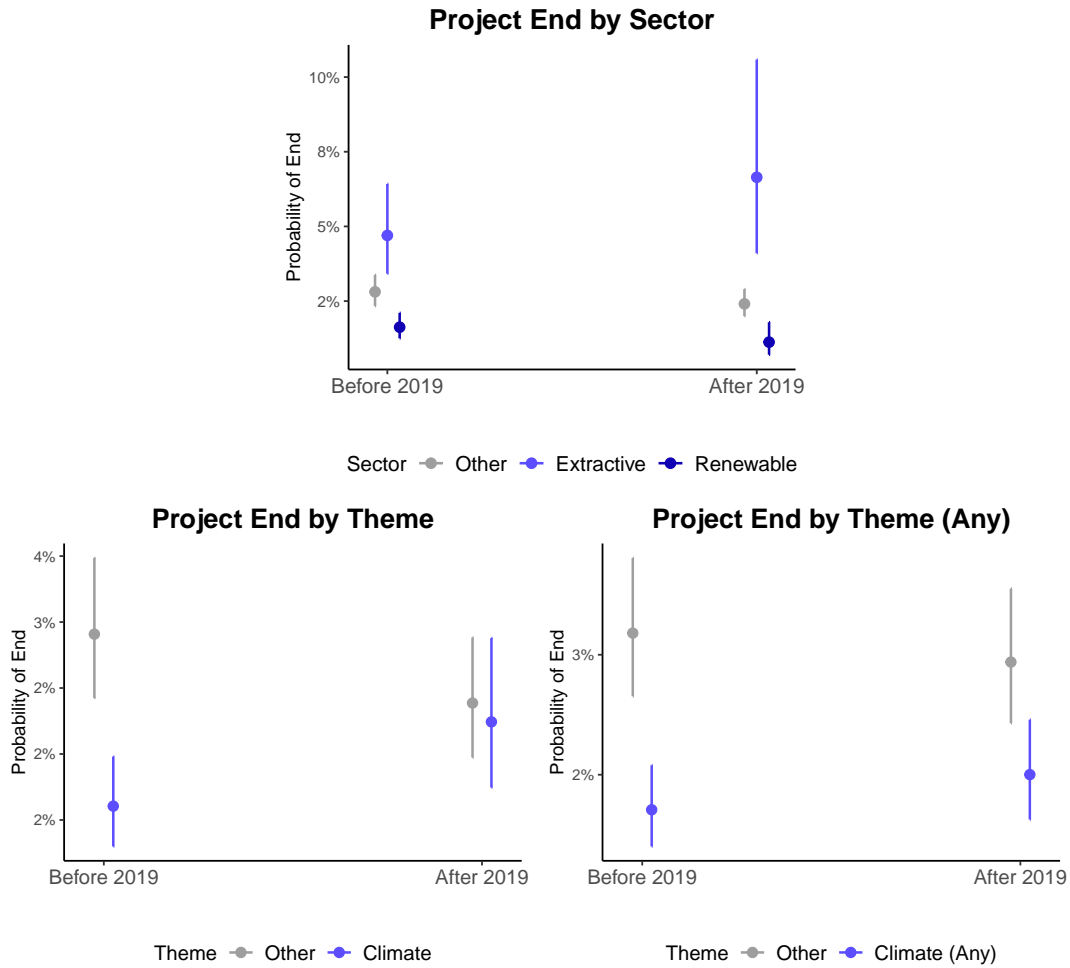 Project End by Sector
Probability of End
10%
8%
5%
2%
Before 2019
After 2019
Sector Other Extractive Renewable
Project End by Theme
Probability of End
4%
3%
2%
2%
2%
Before 2019
After 2019
Theme Other Climate
Project End by Theme (Any)
Probability of End
3%
2%
Before 2019
After 2019
Theme Other Climate (Any)